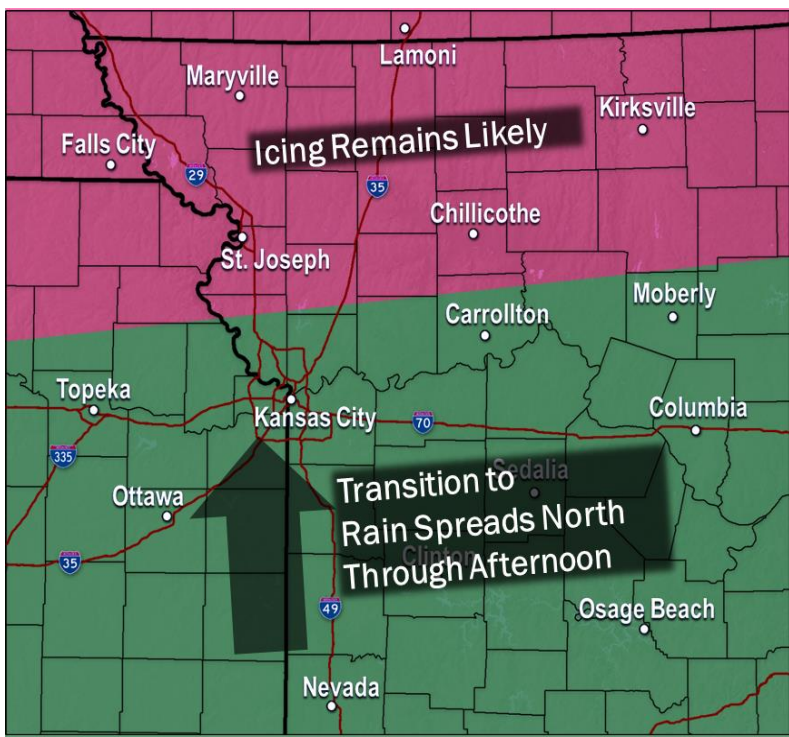 Lamoni
Maryville
Kirksville
Icing Remains Likely
Falls City
29
35
Chillicothe
St. Joseph
Moberly
Carrollton
Topeka
Kansas City
Columbia
70
335
Sedalia
Transition to
Rain Spreads North
Through Afternoon
Ottawa
Clinton
35
49
Osage Beach
Nevada